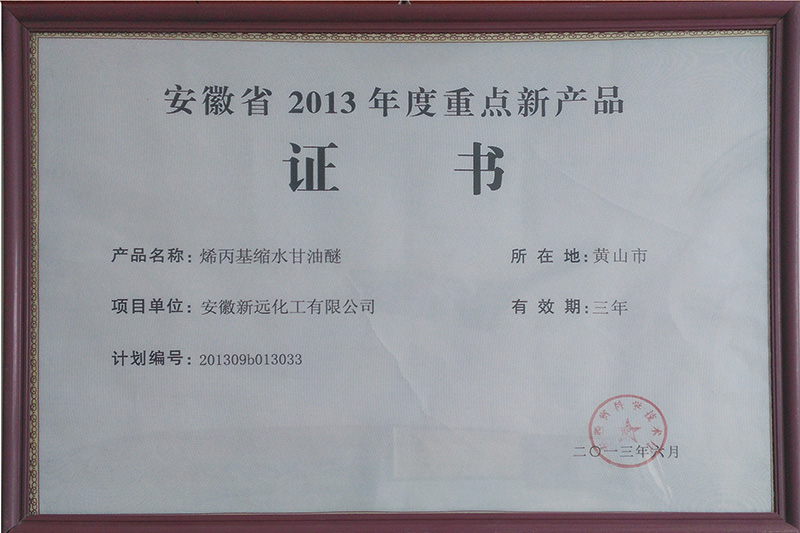 安徽省 2013 年度重点新产品
证 书
产品名称：烯丙基缩水甘油醚 所 在 地：黄山市
项目单位：安徽新远化工有限公司 有 效 期：三年
计划编号：201309b013033
二〇一三年六月